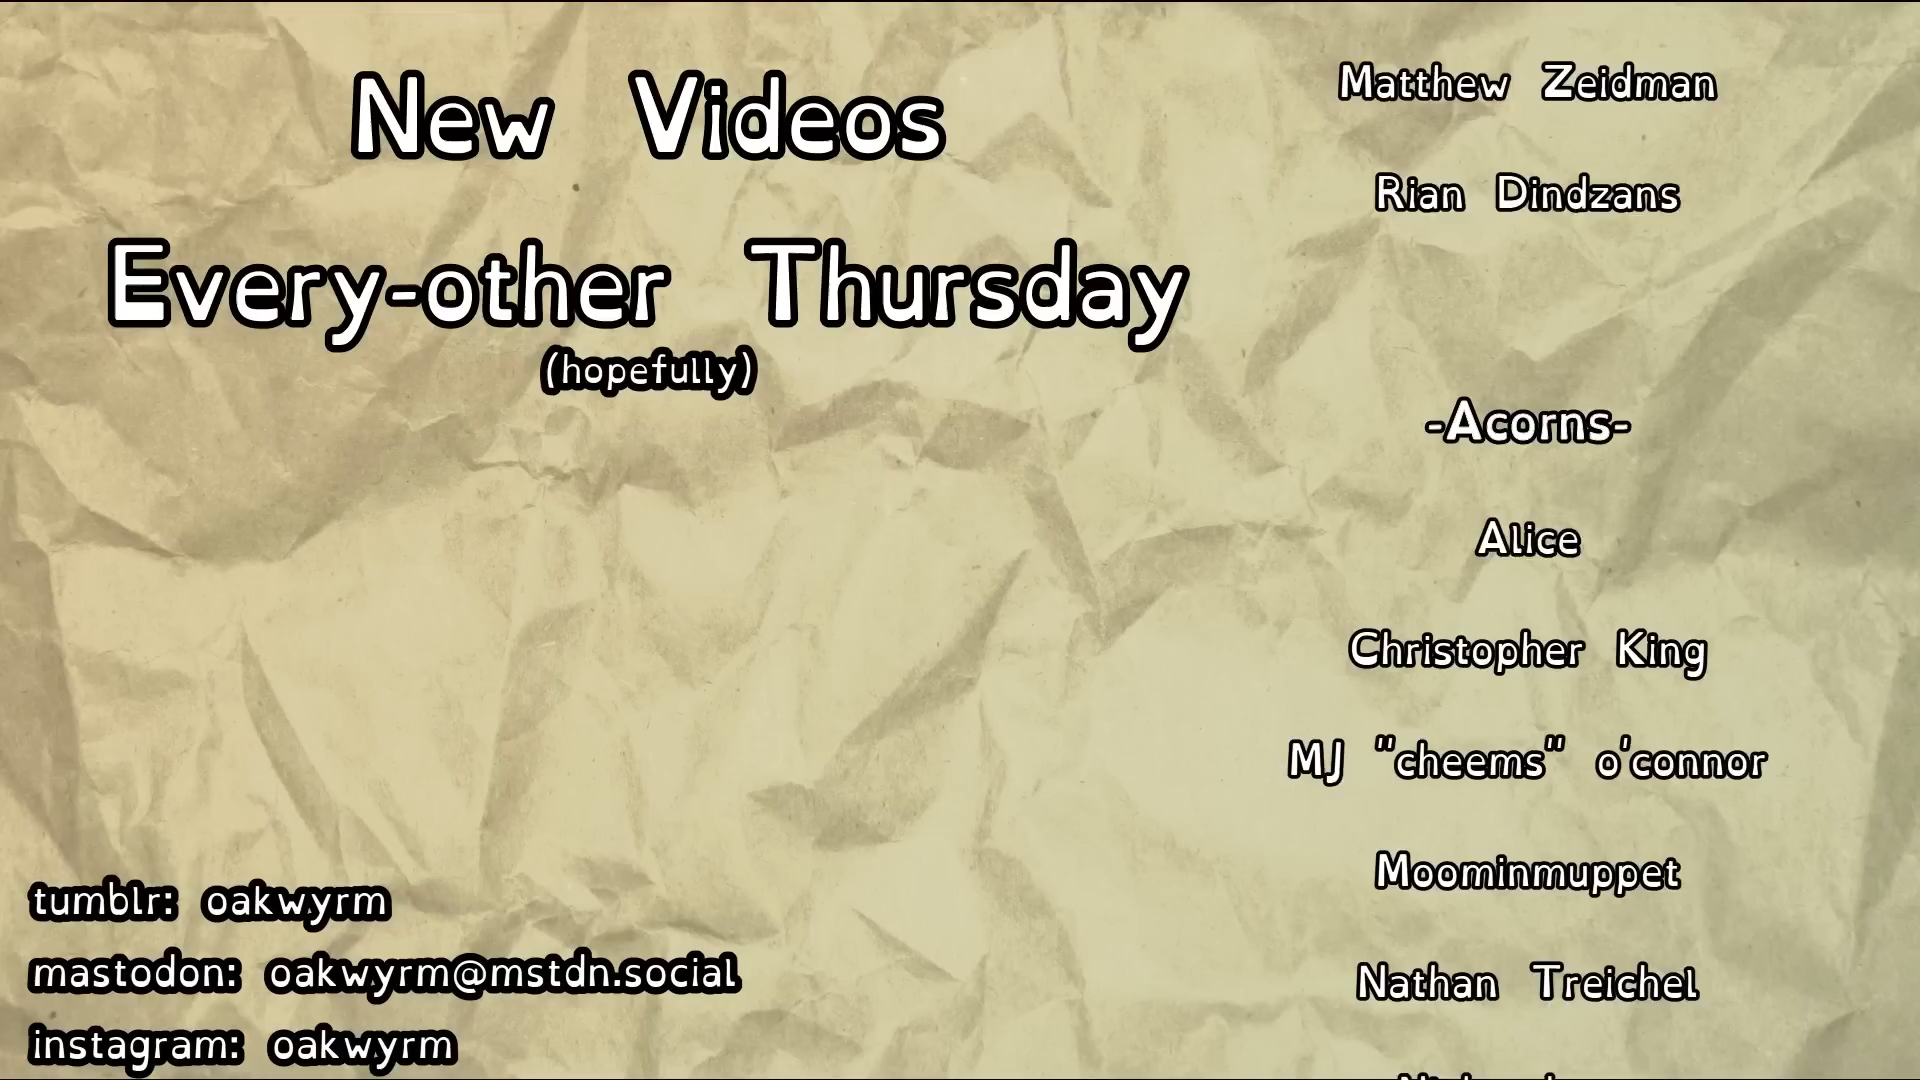 New Videos
Every-other Thursday
(hopefully)
tumblr: oakwyrm
mastodon: oakwyrm@mstdn.social
instagram: oakwyrm
Matthew Zeidman
Rian Dindzans
-Acorns-
Alice
Christopher King
MJ "cheems" o'connor
Moominmuppet
Nathan Treichel